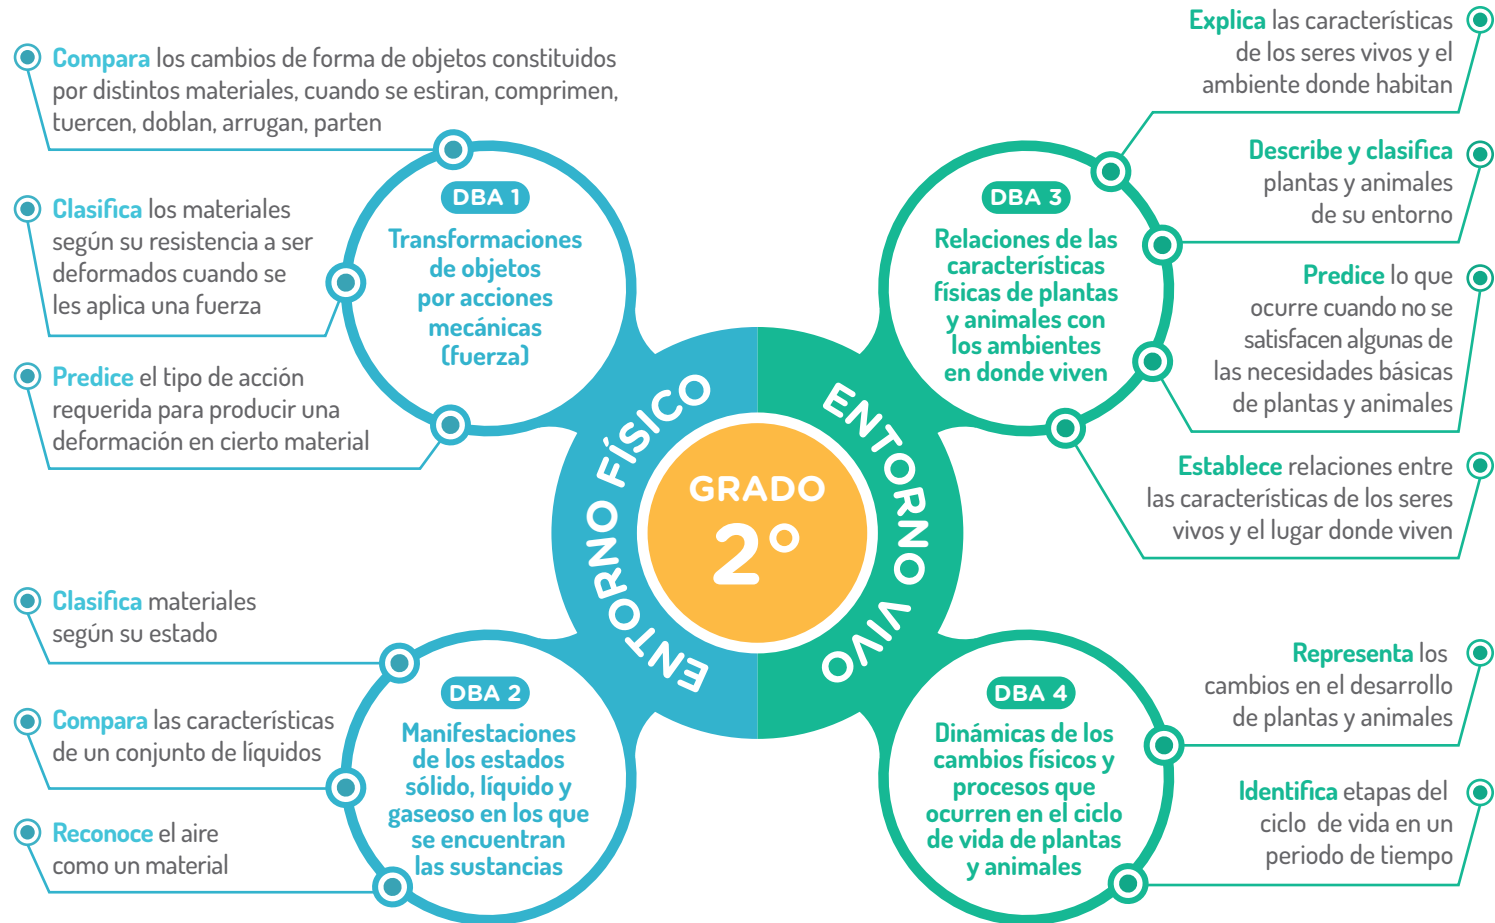 Compara los cambios de forma de objetos constituidos
por distintos materiales, cuando se estiran, comprimen,
tuercen, doblan, arrugan, parten
Clasifica los materiales
según su resistencia a ser
deformados cuando se
les aplica una fuerza
Predice el tipo de acción
requerida para producir una
deformación en cierto material
DBA 1
Transformaciones
de objetos
por acciones
mecánicas
(fuerza)
Clasifica materiales
según su estado
Compara las características
de un conjunto de líquidos
Reconoce el aire
como un material
DBA 2
Manifestaciones
de los estados
sólido, líquido y
gaseoso en los que
se encuentran
las sustancias
ENTORNO FÍSICO
GRADO
2°
ENTORNO VIVO
DBA 3
Relaciones de las
características
físicas de plantas
y animales con
los ambientes
en donde viven
Explica las características
de los seres vivos y el
ambiente donde habitan
Describe y clasifica
plantas y animales
de su entorno
Predice lo que
ocurre cuando no se
satisfacen algunas de
las necesidades básicas
de plantas y animales
Establece relaciones entre
las características de los seres
vivos y el lugar donde viven
DBA 4
Dinámicas de los
cambios físicos y
procesos que
ocurren en el ciclo
de vida de plantas
y animales
Representa los
cambios en el desarrollo
de plantas y animales
Identifica etapas del
ciclo de vida en un
periodo de tiempo